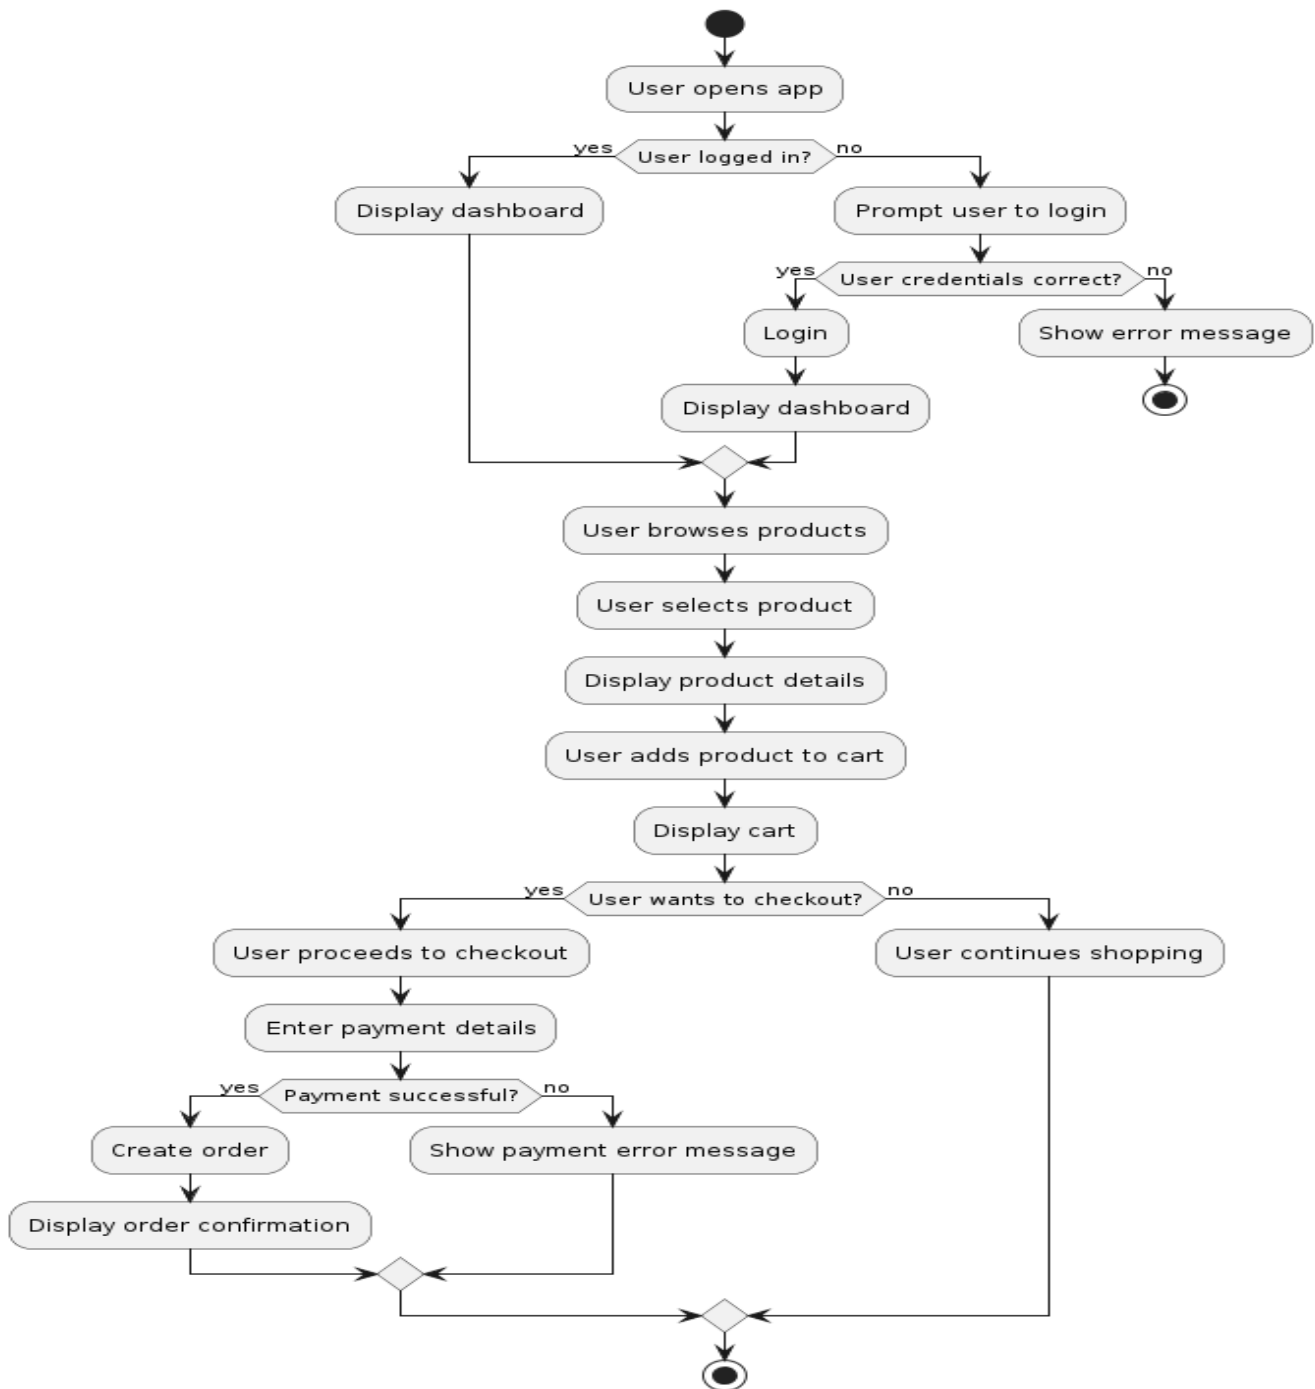 User opens app
yes
User logged in?
no
Display dashboard
Prompt user to login
yes
User credentials correct?
no
Login
Show error message
Display dashboard
User browses products
User selects product
Display product details
User adds product to cart
Display cart
yes
User wants to checkout?
no
User proceeds to checkout
User continues shopping
Enter payment details
yes
Payment successful?
no
Create order
Show payment error message
Display order confirmation